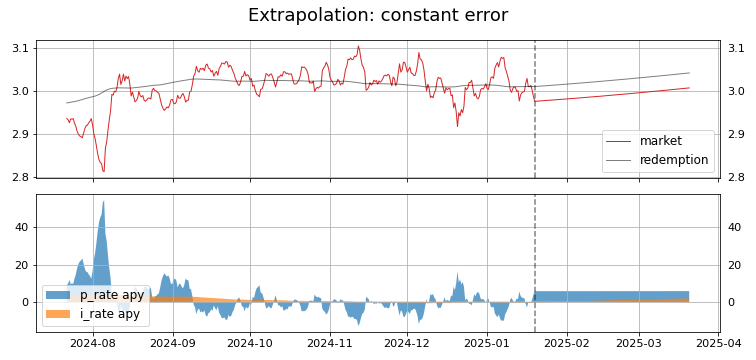 Extrapolation: constant error
3.1 3.1
3.0 3.0
2.9 2.9
market
redemption
2.8 2.8
40 40
20 20
0 0
p_rate apy
i_rate apy
2024-08 2024-09 2024-10 2024-11 2024-12 2025-01 2025-02 2025-03 2025-04